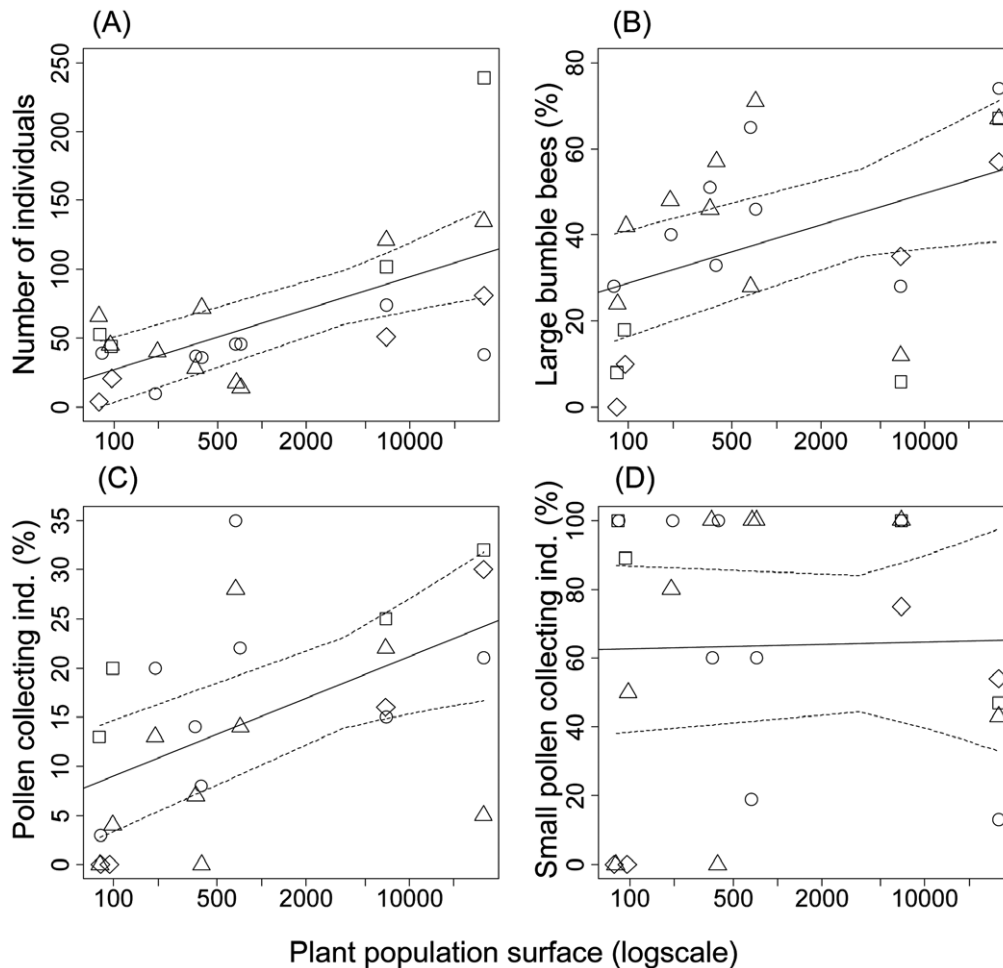 (A)
Number of individuals
250
200
150
100
50
0
100 500 2000 10000
(B)
Large bumble bees (%)
80
60
40
20
0
100 500 2000 10000
(C)
Pollen collecting ind. (%)
35
30
25
20
15
10
5
0
100 500 2000 10000
(D)
Small pollen collecting ind. (%)
100
80
60
40
20
0
100 500 2000 10000
Plant population surface (logscale)